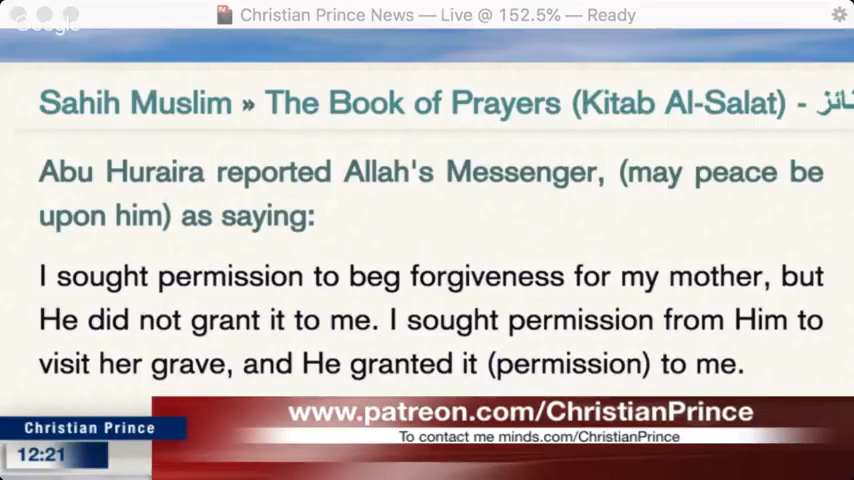 Christian Prince News — Live @ 152.5% — Ready
Google
Sahih Muslim » The Book of Prayers (Kitab Al-Salat) -
Abu Huraira reported Allah's Messenger, (may peace be
upon him) as saying:
I sought permission to beg forgiveness for my mother, but
He did not grant it to me. I sought permission from Him to
visit her grave, and He granted it (permission) to me.
www.patreon.com/ChristianPrince
Christian Prince
To contact me minds.com/ChristianPrince
12:21